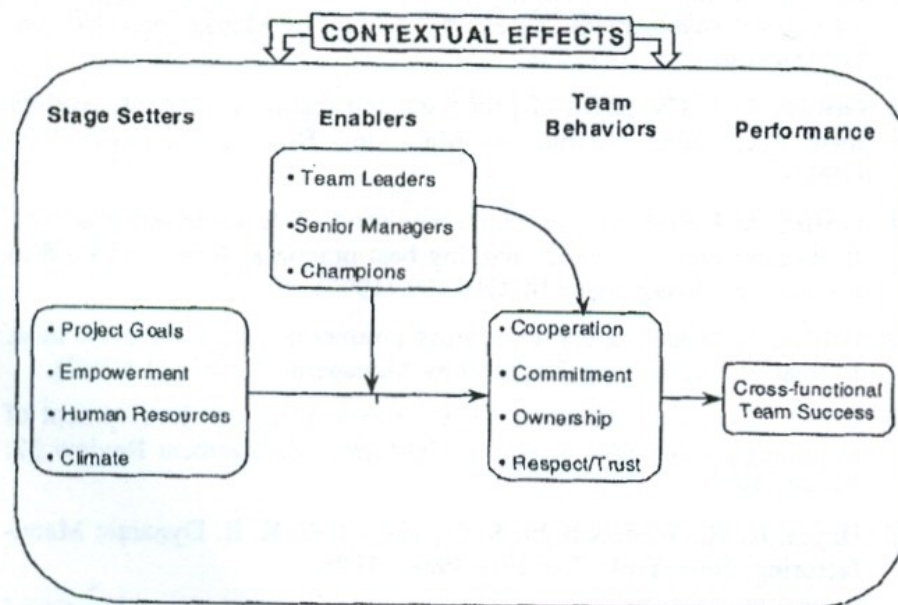 CONTEXTUAL EFFECTS
Stage Setters
Enablers
Team
Behaviors
Performance
• Team Leaders
•Senior Managers
• Champions
• Project Goals
• Empowerment
• Human Resources
• Climate
• Cooperation
• Commitment
• Ownership
• Respect/Trust
Cross-functional
Team Success